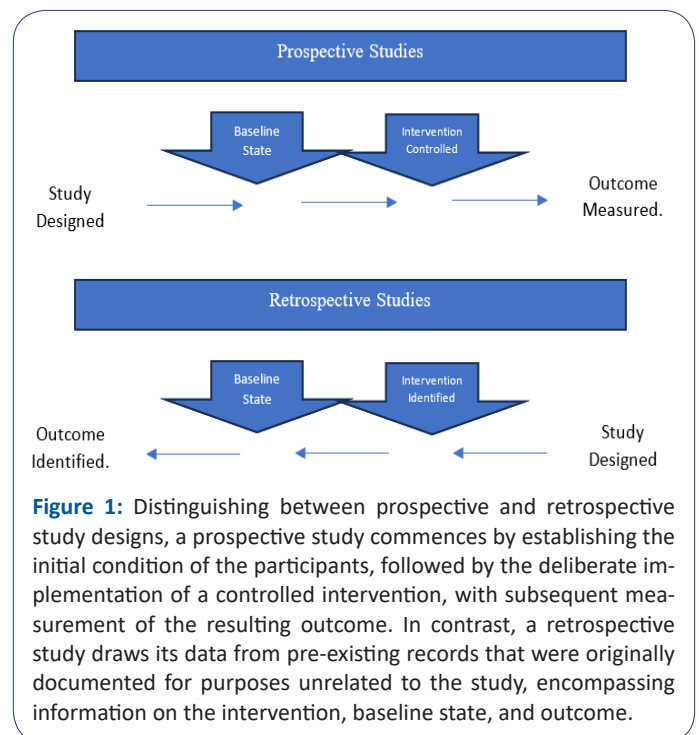 Prospective Studies
Baseline
State
Intervention
Controlled
Study
Designed
Outcome
Measured.
Retrospective Studies
Baseline
State
Intervention
Identified
Outcome
Identified.
Study
Designed
Figure 1: Distinguishing between prospective and retrospective
study designs, a prospective study commences by establishing the
initial condition of the participants, followed by the deliberate im-
plementation of a controlled intervention, with subsequent mea-
surement of the resulting outcome. In contrast, a retrospective
study draws its data from pre-existing records that were originally
documented for purposes unrelated to the study, encompassing
information on the intervention, baseline state, and outcome.